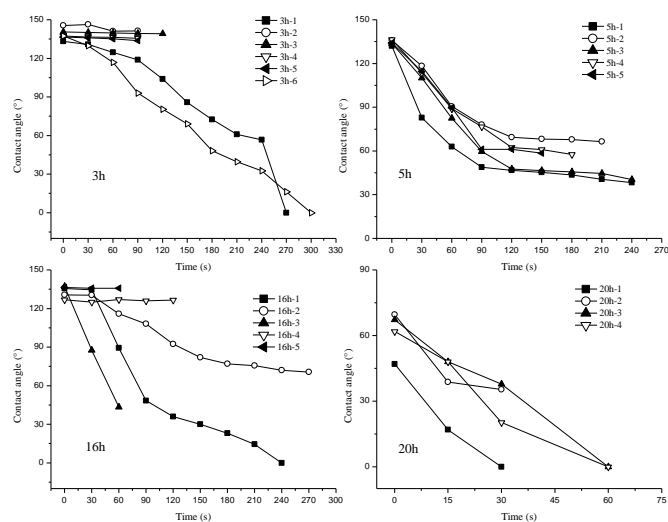 150
120
90
60
30
0
Contact angle (°)
3h-1
3h-2
3h-3
3h-4
3h-5
3h-6
3h
0 30 60 90 120 150 180 210 240 270 300 330
Time (s)
150
120
90
60
30
0
Contact angle (°)
5h-1
5h-2
5h-3
5h-4
5h-5
5h
0 30 60 90 120 150 180 210 240 270
Time (s)
150
120
90
60
30
0
Contact angle (°)
16h-1
16h-2
16h-3
16h-4
16h-5
16h
0 30 60 90 120 150 180 210 240 270 300
Time (s)
90
60
30
0
Contact angle (°)
20h-1
20h-2
20h-3
20h-4
20h
0 15 30 45 60 75
Time (s)